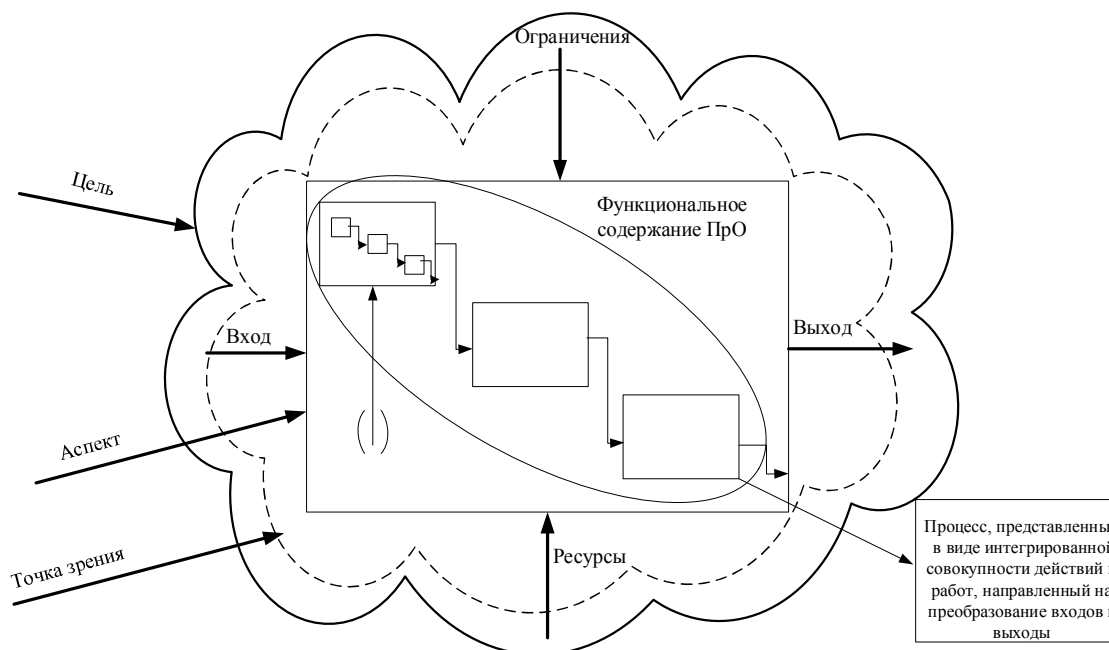 Ограничения
Цель
Функциональное
содержание ПрО
Вход
Выход
Аспект
Точка зрения
Ресурсы
Процесс, представленны
в виде интегрированной
совокупности действий
работ, направленный на
преобразование входов
выходы